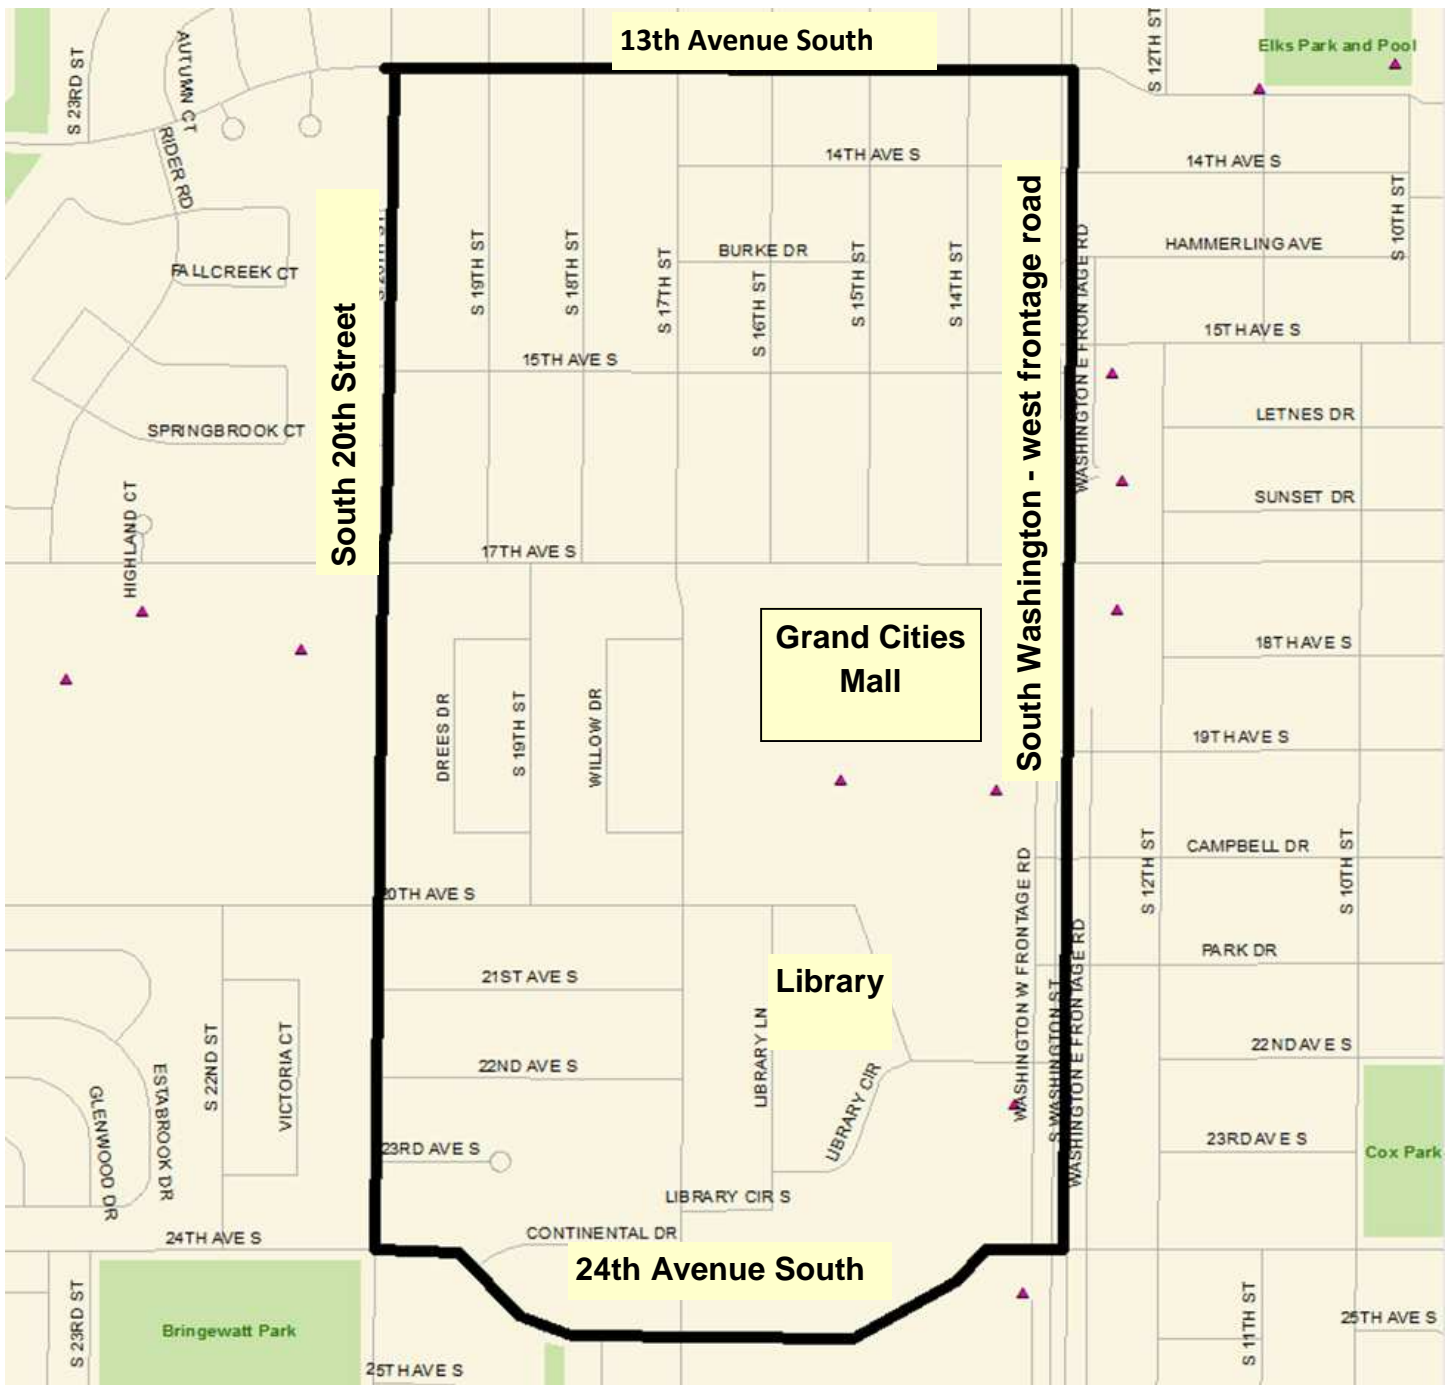 13th Avenue South
Elks Park and Pool
S 12TH ST
S 23RD ST
AUTUMN CT
RIDER RD
14TH AVE S
14TH AVE S
S 10TH ST
HAMMERLING AVE
BURKE DR
FALLCREEK CT
S 20TH ST
S 19TH ST
S 18TH ST
S 17TH ST
S 16TH ST
S 15TH ST
S 14TH ST
South 20th Street
South Washington - west frontage road
WASHINGTON E FRONTAGE RD
15TH AVE S
15TH AVE S
SPRINGBROOK CT
LETNES DR
HIGHLAND CT
SUNSET DR
17TH AVE S
Grand Cities
Mall
18TH AVE S
DREES DR
S 19TH ST
WILLOW DR
19TH AVE S
CAMPBELL DR
S 12TH ST
S 10TH ST
20TH AVE S
WASHINGTON W FRONTAGE RD
S WASHINGTON ST
WASHINGTON E FRONTAGE RD
PARK DR
21ST AVE S
Library
LIBRARY LN
LIBRARY CIR
22ND AVE S
22ND AVE S
S 22ND ST
VICTORIA CT
ESTABROOK DR
GLENWOOD DR
23RD AVE S
23RD AVE S
Cox Park
LIBRARY CIR S
24TH AVE S
CONTINENTAL DR
24th Avenue South
S 23RD ST
Bringewatt Park
S 11TH ST
25TH AVE S
25TH AVE S